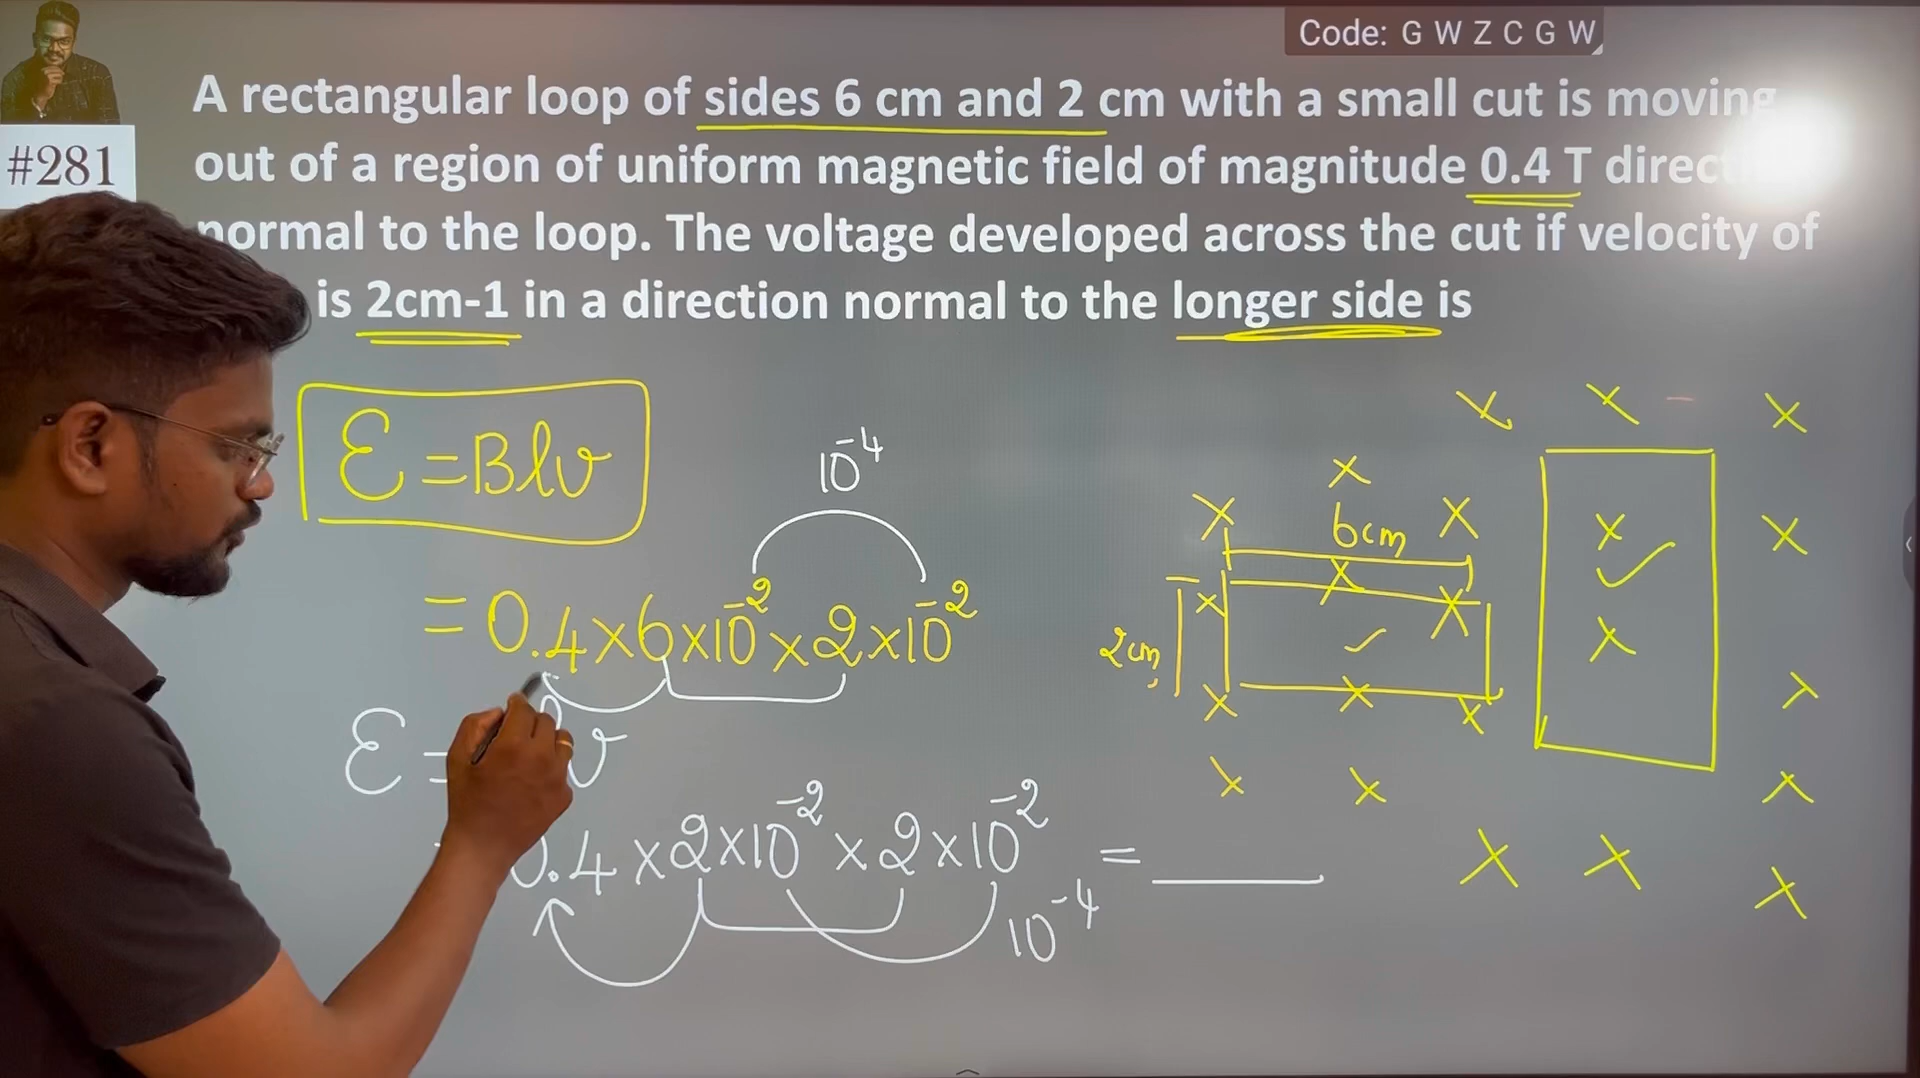 Code: G W Z C G W
#281
A rectangular loop of sides 6 cm and 2 cm with a small cut is moving
out of a region of uniform magnetic field of magnitude 0.4 T direc
normal to the loop. The voltage developed across the cut if velocity of
is 2cm-1 in a direction normal to the longer side is
ℰ = Blv
10⁻⁴
= 0.4 × 6 × 10⁻² × 2 × 10⁻²
6cm
2cm
ℰ = v
0.4 × 2 × 10⁻² × 2 × 10⁻² =
10⁻⁴